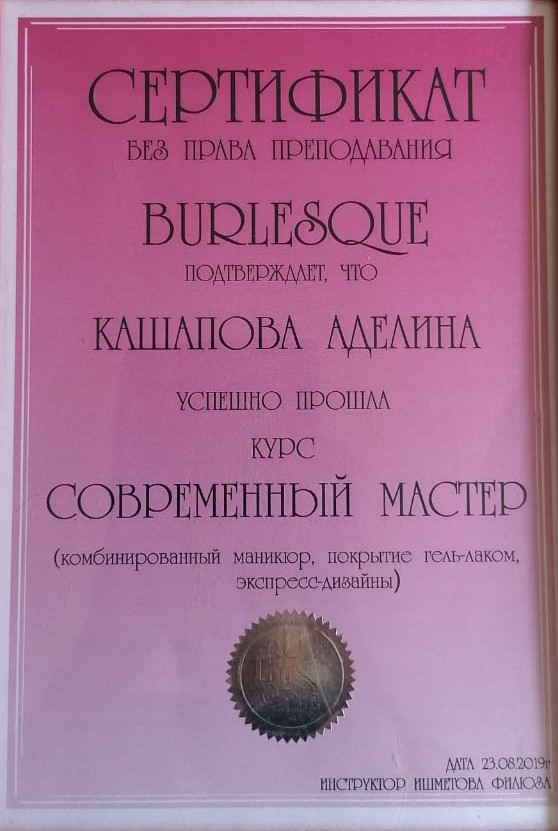 СЕРТИФИКАТ
БЕЗ ПРАВА ПРЕПОДАВАНИЯ
BURLESQUE
ПОДТВЕРЖДАЕТ, ЧТО
КАШАПОВА АДЕЛИНА
УСПЕШНО ПРОШЛА
КУРС
СОВРЕМЕННЫЙ МАСТЕР
(комбинированный маникюр, покрытие гель-лаком,
экспресс-дизайны)
ДАТА 23.08.2019г
ИНСТРУКТОР ИШМЕТОВА ФИЛЮЗА